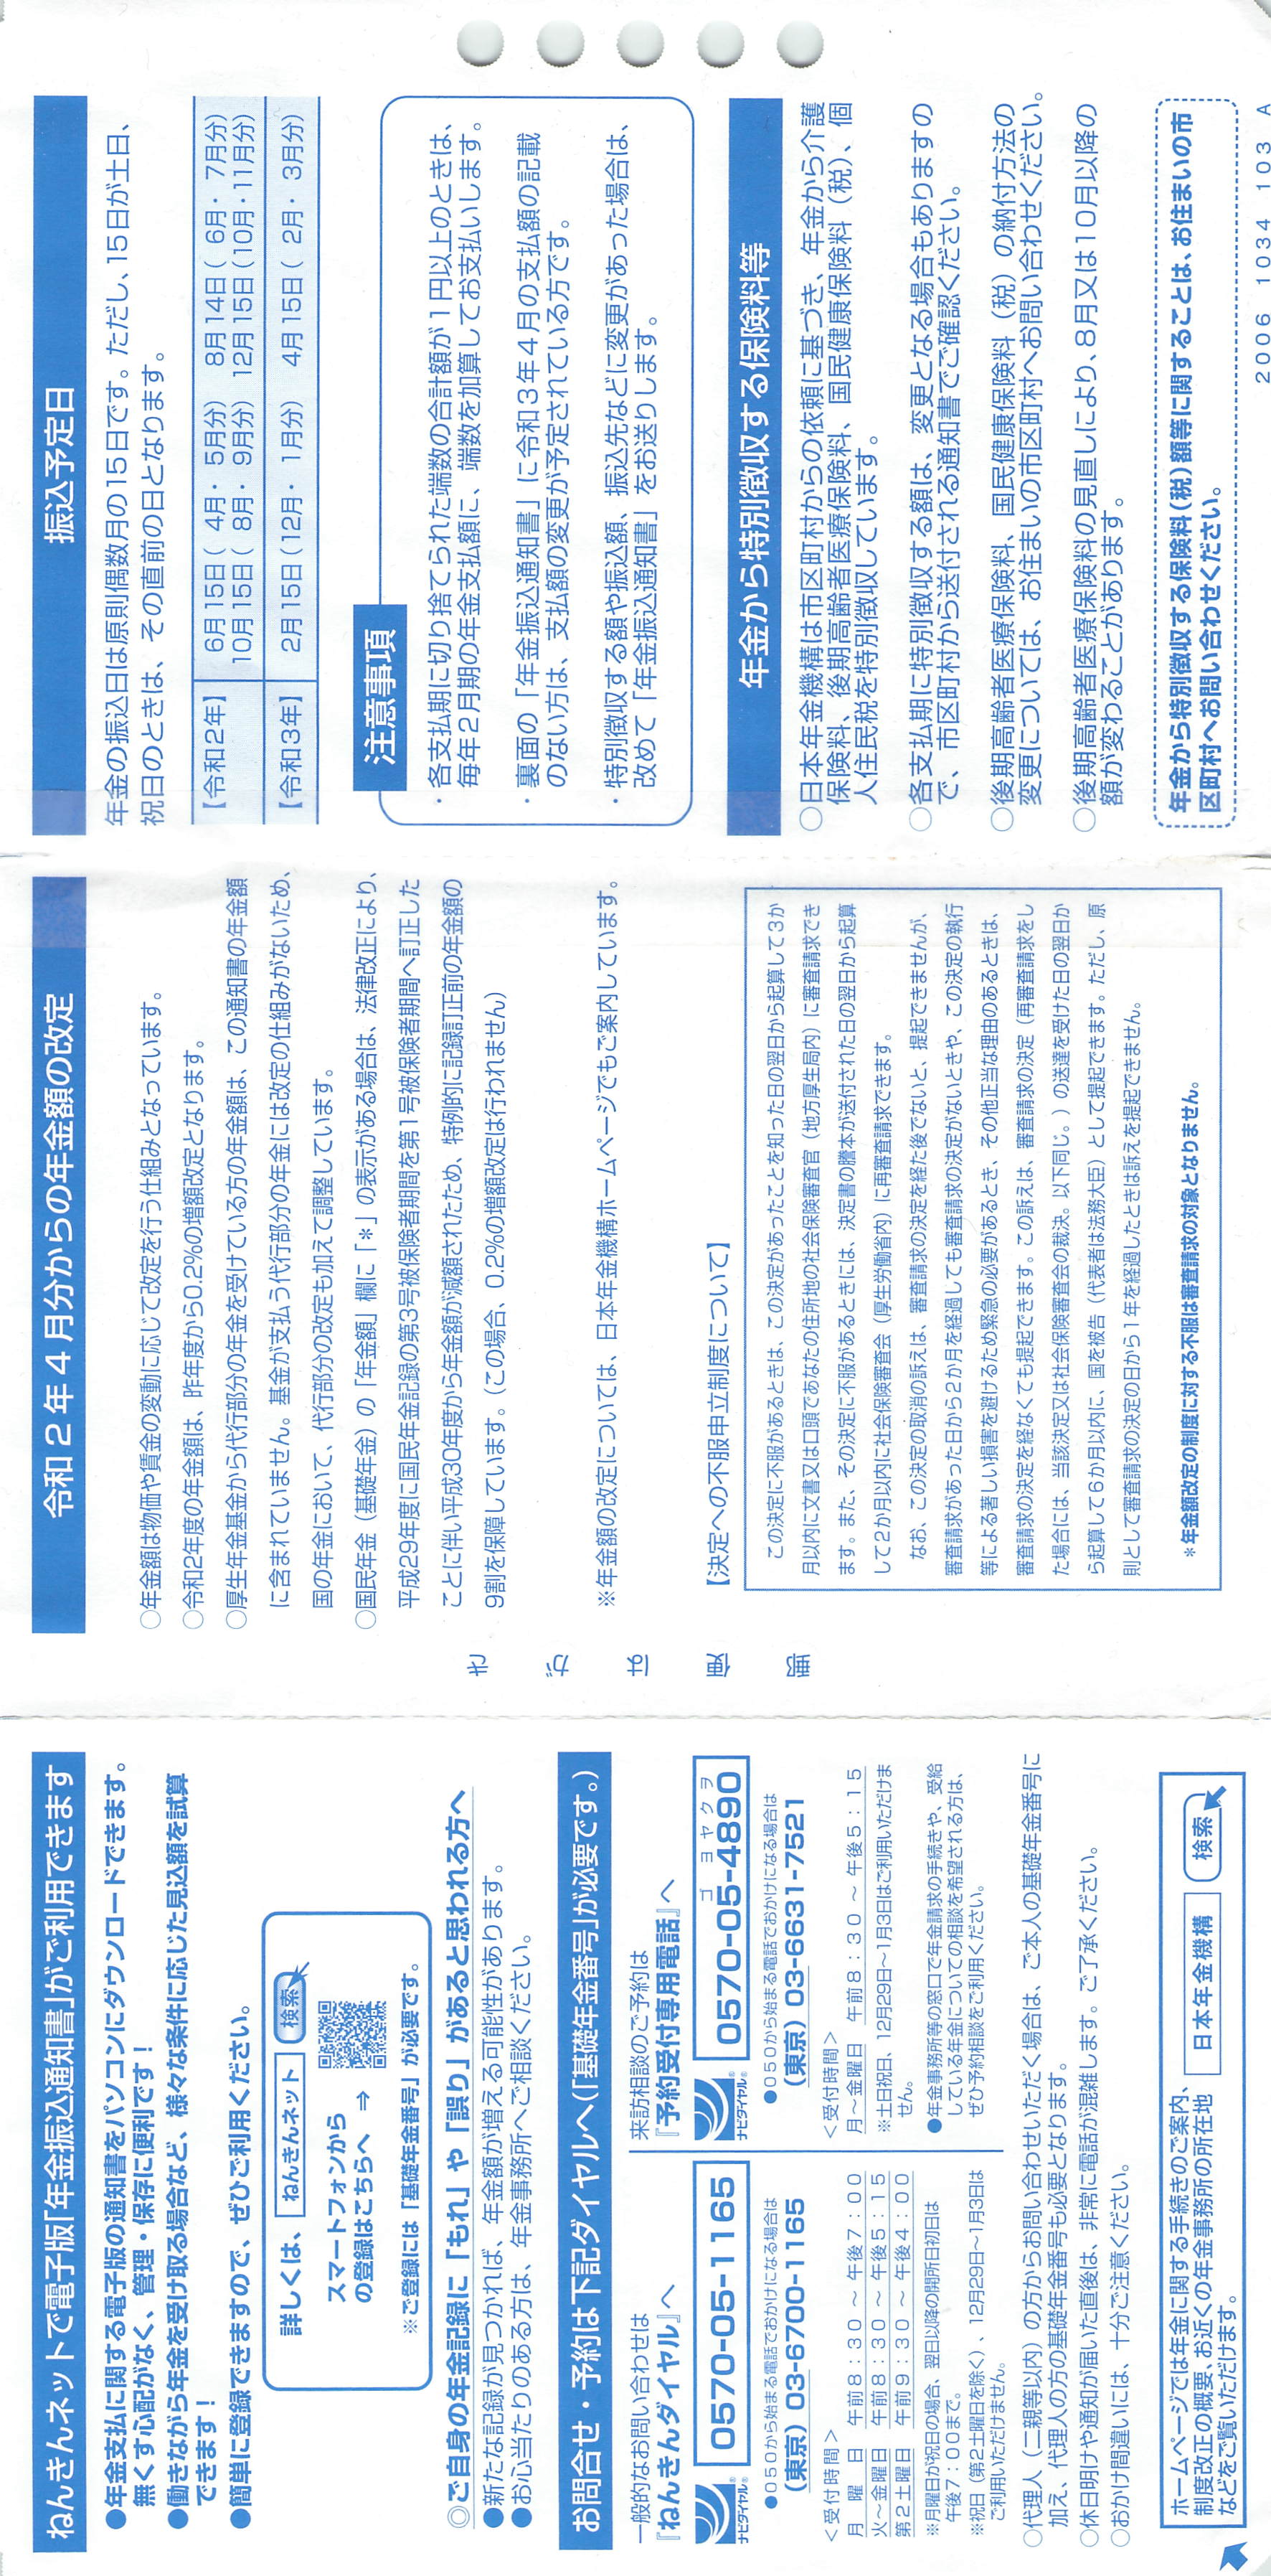 ねんきんネットで電子版「年金振込通知書」がご利用できます
●年金支払に関する電子版の通知書をパソコンにダウンロードできます。
無くす心配がなく、管理・保存に便利です！
●働きながら年金を受け取る場合など、様々な条件に応じた見込額を試算
できます！
●簡単に登録できますので、ぜひご利用ください。
詳しくは、 ねんきんネット 検索
スマートフォンから
の登録はこちらへ ⇒
※ご登録には「基礎年金番号」が必要です。
◎ご自身の年金記録に「もれ」や「誤り」があると思われる方へ
●新たな記録が見つかれば、年金額が増える可能性があります。
●お心当たりのある方は、年金事務所へご相談ください。
お問合せ・予約は下記ダイヤルへ(「基礎年金番号」が必要です。)
一般的なお問い合わせは
『ねんきんダイヤル』へ
ナビダイヤル®
0570-05-1165
●050から始まる電話でおかけになる場合は
(東京) 03-6700-1165
＜受付時間＞
月 曜 日 午前8：30 ～ 午後7：00
火～金曜日 午前8：30 ～ 午後5：15
第2土曜日 午前9：30 ～ 午後4：00
※月曜日が祝日の場合、翌日以降の開所日初日は
午後7：00まで。
※祝日（第2土曜日を除く）、12月29日～1月3日は
ご利用いただけません。
来訪相談のご予約は
『予約受付専用電話』へ
ナビダイヤル®
ゴ ヨヤクヲ
0570-05-4890
●050から始まる電話でおかけになる場合は
(東京) 03-6631-7521
＜受付時間＞
月～金曜日 午前8：30 ～ 午後5：15
※土日祝日、12月29日～1月3日はご利用いただけま
せん。
●年金事務所等の窓口で年金請求の手続きや、受給
している年金についての相談を希望される方は、
ぜひ予約相談をご利用ください。
○代理人（二親等以内）の方からお問い合わせいただく場合は、ご本人の基礎年金番号に
加え、代理人の方の基礎年金番号も必要となります。
○休日明けや通知が届いた直後は、非常に電話が混雑します。ご了承ください。
○おかけ間違いには、十分ご注意ください。
ホームページでは年金に関する手続きのご案内、
制度改正の概要、お近くの年金事務所の所在地
などをご覧いただけます。
日本年金機構 検索
郵便はがき
令和2年4月分からの年金額の改定
○年金額は物価や賃金の変動に応じて改定を行う仕組みとなっています。
○令和2年度の年金額は、昨年度から0.2%の増額改定となります。
○厚生年金基金から代行部分の年金を受けている方の年金額は、この通知書の年金額
に含まれていません。基金が支払う代行部分の年金には改定の仕組みがないため、
国の年金において、代行部分の改定も加えて調整しています。
○国民年金（基礎年金）の「年金額」欄に「＊」の表示がある場合は、法律改正により、
平成29年度に国民年金記録の第3号被保険者期間を第1号被保険者期間へ訂正した
ことに伴い平成30年度から年金額が減額されたため、特例的に記録訂正前の年金額の
9割を保障しています。（この場合、0.2%の増額改定は行われません）
※年金額の改定については、日本年金機構ホームページでもご案内しています。
【決定への不服申立制度について】
この決定に不服があるときは、この決定があったことを知った日の翌日から起算して3か
月以内に文書又は口頭であなたの住所地の社会保険審査官（地方厚生局内）に審査請求でき
ます。また、その決定に不服があるときには、決定書の謄本が送付された日の翌日から起算
して2か月以内に社会保険審査会（厚生労働省内）に再審査請求できます。
なお、この決定の取消の訴えは、審査請求の決定を経た後でないと、提起できませんが、
審査請求があった日から2か月を経過しても審査請求の決定がないときや、この決定の執行
等による著しい損害を避けるため緊急の必要があるとき、その他正当な理由のあるときは、
審査請求の決定を経なくても提起できます。この訴えは、審査請求の決定（再審査請求をし
た場合には、当該決定又は社会保険審査会の裁決。以下同じ。）の送達を受けた日の翌日か
ら起算して6か月以内に、国を被告（代表者は法務大臣）として提起できます。ただし、原
則として審査請求の決定の日から1年を経過したときは訴えを提起できません。
＊年金額改定の制度に対する不服は審査請求の対象となりません。
振込予定日
年金の振込日は原則偶数月の15日です。ただし、15日が土日、
祝日のときは、その直前の日となります。
【令和2年】 6月15日（ 4月・ 5月分） 8月14日（ 6月・ 7月分）
10月15日（ 8月・ 9月分） 12月15日（10月・11月分）
【令和3年】 2月15日（12月・ 1月分） 4月15日（ 2月・ 3月分）
注意事項
・各支払期に切り捨てられた端数の合計額が1円以上のときは、
毎年2月期の年金支払額に、端数を加算してお支払いします。
・裏面の「年金振込通知書」に令和3年4月の支払額の記載
のない方は、支払額の変更が予定されている方です。
・特別徴収する額や振込額、振込先などに変更があった場合は、
改めて「年金振込通知書」をお送りします。
年金から特別徴収する保険料等
○日本年金機構は市区町村からの依頼に基づき、年金から介護
保険料、後期高齢者医療保険料、国民健康保険料（税）、個
人住民税を特別徴収しています。
○各支払期に特別徴収する額は、変更となる場合もありますの
で、市区町村から送付される通知書でご確認ください。
○後期高齢者医療保険料、国民健康保険料（税）の納付方法の
変更については、お住まいの市区町村へお問い合わせください。
○後期高齢者医療保険料の見直しにより、8月又は10月以降の
額が変わることがあります。
年金から特別徴収する保険料(税)額等に関することは、お住まいの市
区町村へお問い合わせください。
2006 1034 103 A